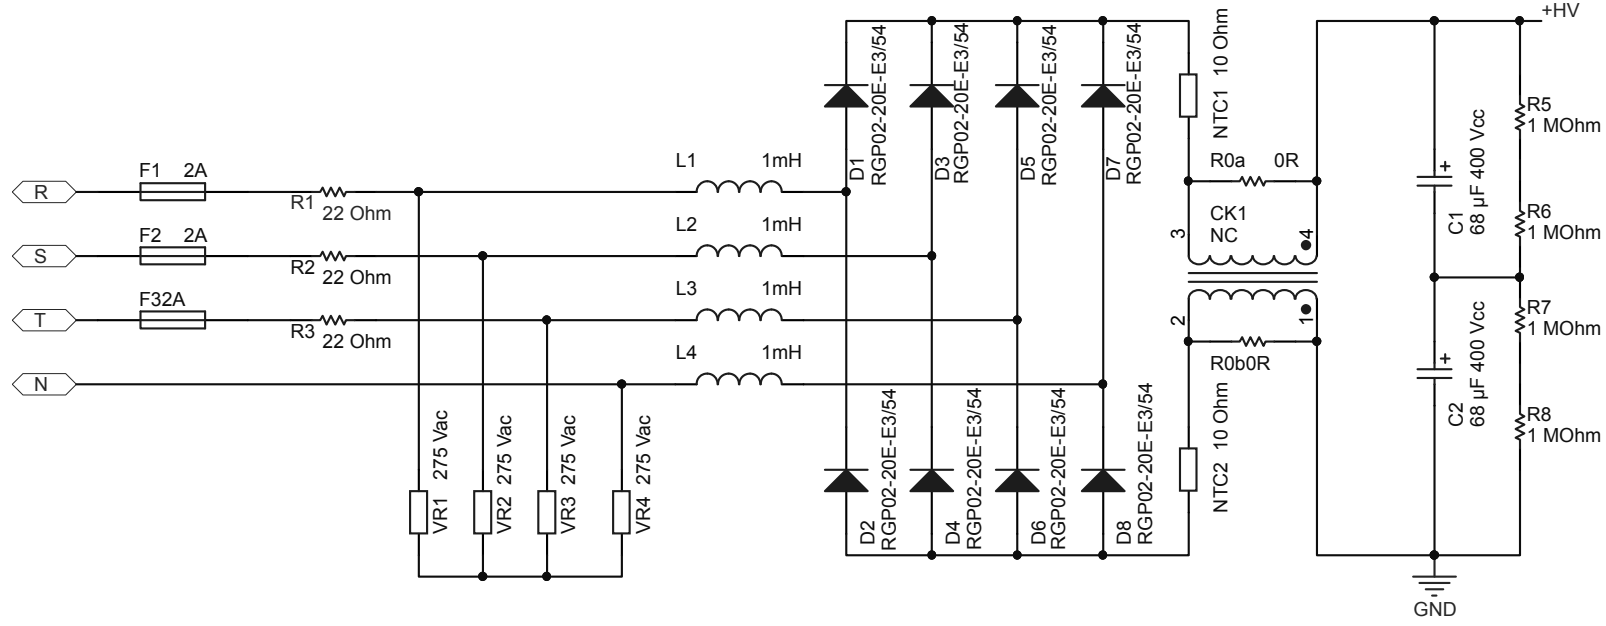 +HV
D1
RGP02-20E-E3/54
D3
RGP02-20E-E3/54
D5
RGP02-20E-E3/54
D7
RGP02-20E-E3/54
NTC1 10 Ohm
R5
1 MOhm
R6
1 MOhm
C1
68 µF 400 Vcc
R0a 0R
CK1
NC
3
4
F1 2A
R
R1
22 Ohm
L1 1mH
F2 2A
S
R2
22 Ohm
L2 1mH
F32A
T
R3
22 Ohm
L3 1mH
N
L4 1mH
2
1
R0b0R
R7
1 MOhm
R8
1 MOhm
C2
68 µF 400 Vcc
VR1 275 Vac
VR2 275 Vac
VR3 275 Vac
VR4 275 Vac
D2
RGP02-20E-E3/54
D4
RGP02-20E-E3/54
D6
RGP02-20E-E3/54
D8
RGP02-20E-E3/54
NTC2 10 Ohm
+
+
GND